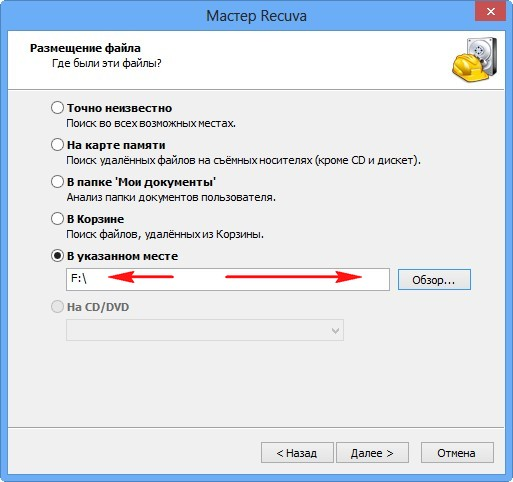 Мастер Recuva
Размещение файла
Где были эти файлы?
Точно неизвестно
Поиск во всех возможных местах.
На карте памяти
Поиск удалённых файлов на съёмных носителях (кроме CD и дискет).
В папке 'Мои документы'
Анализ папки документов пользователя.
В Корзине
Поиск файлов, удалённых из Корзины.
В указанном месте
F:\
Обзор...
На CD/DVD
< Назад
Далее >
Отмена